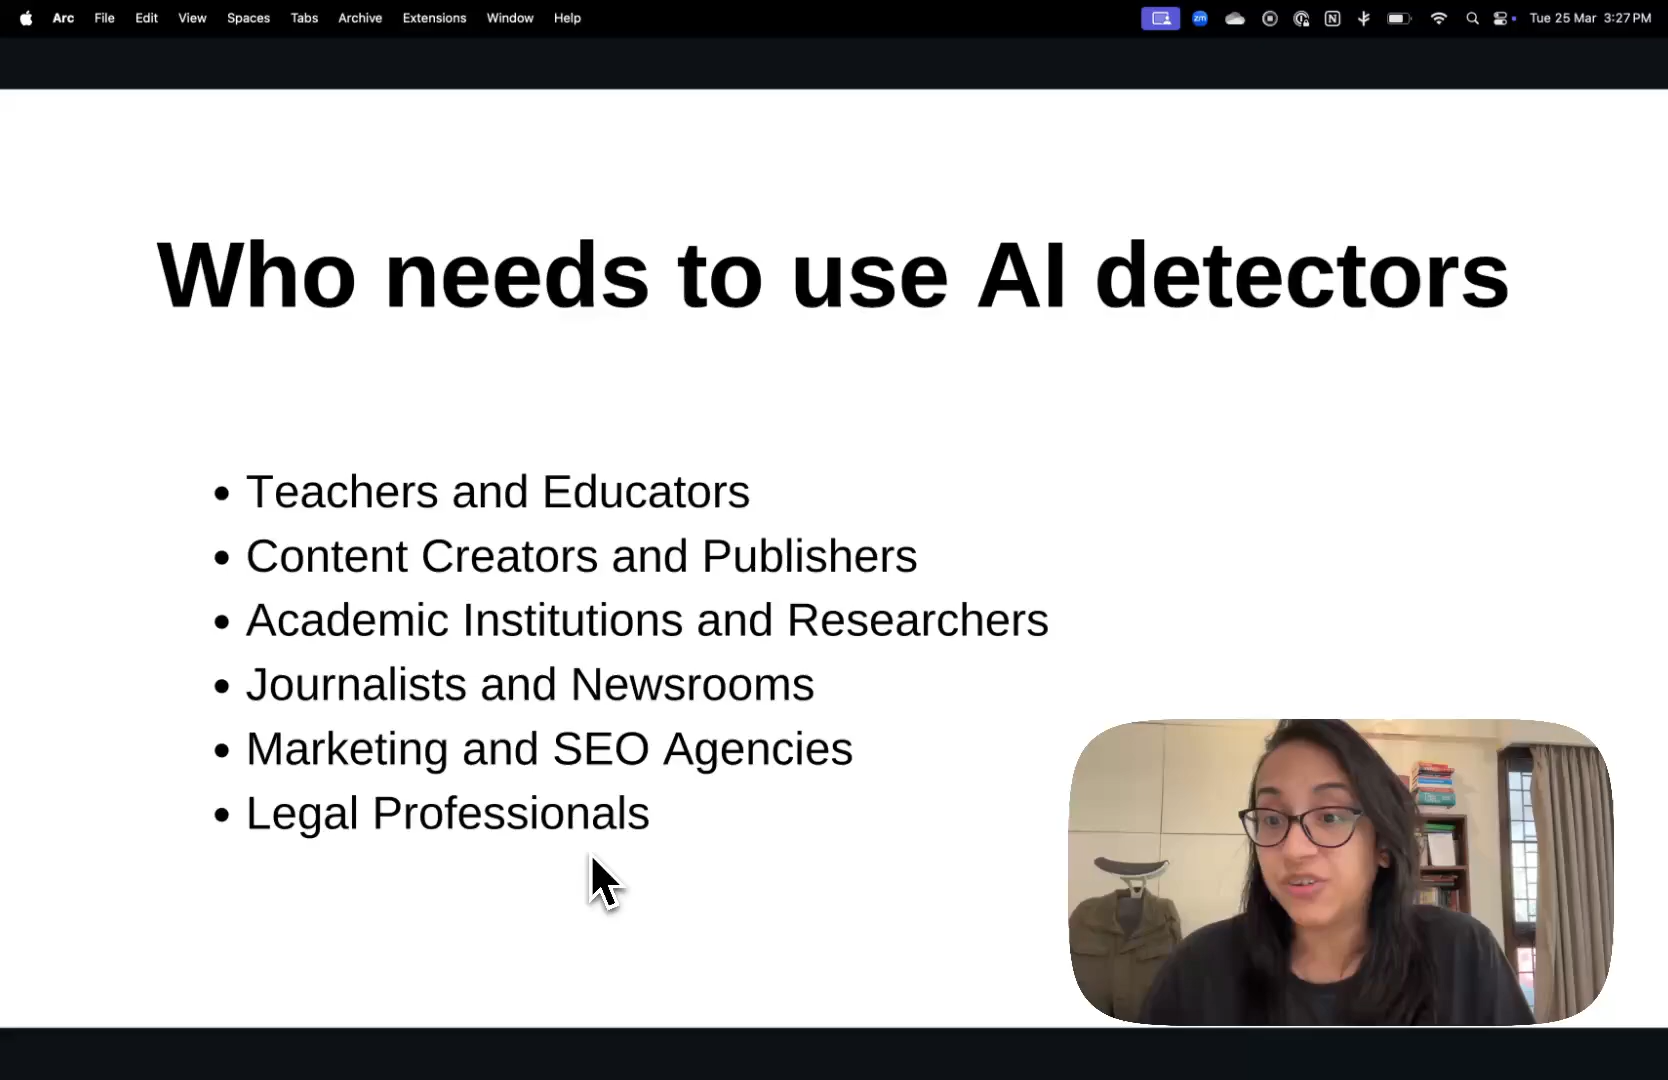 Arc File Edit View Spaces Tabs Archive Extensions Window Help zm N Tue 25 Mar 3:27 PM
Who needs to use AI detectors
• Teachers and Educators
• Content Creators and Publishers
• Academic Institutions and Researchers
• Journalists and Newsrooms
• Marketing and SEO Agencies
• Legal Professionals